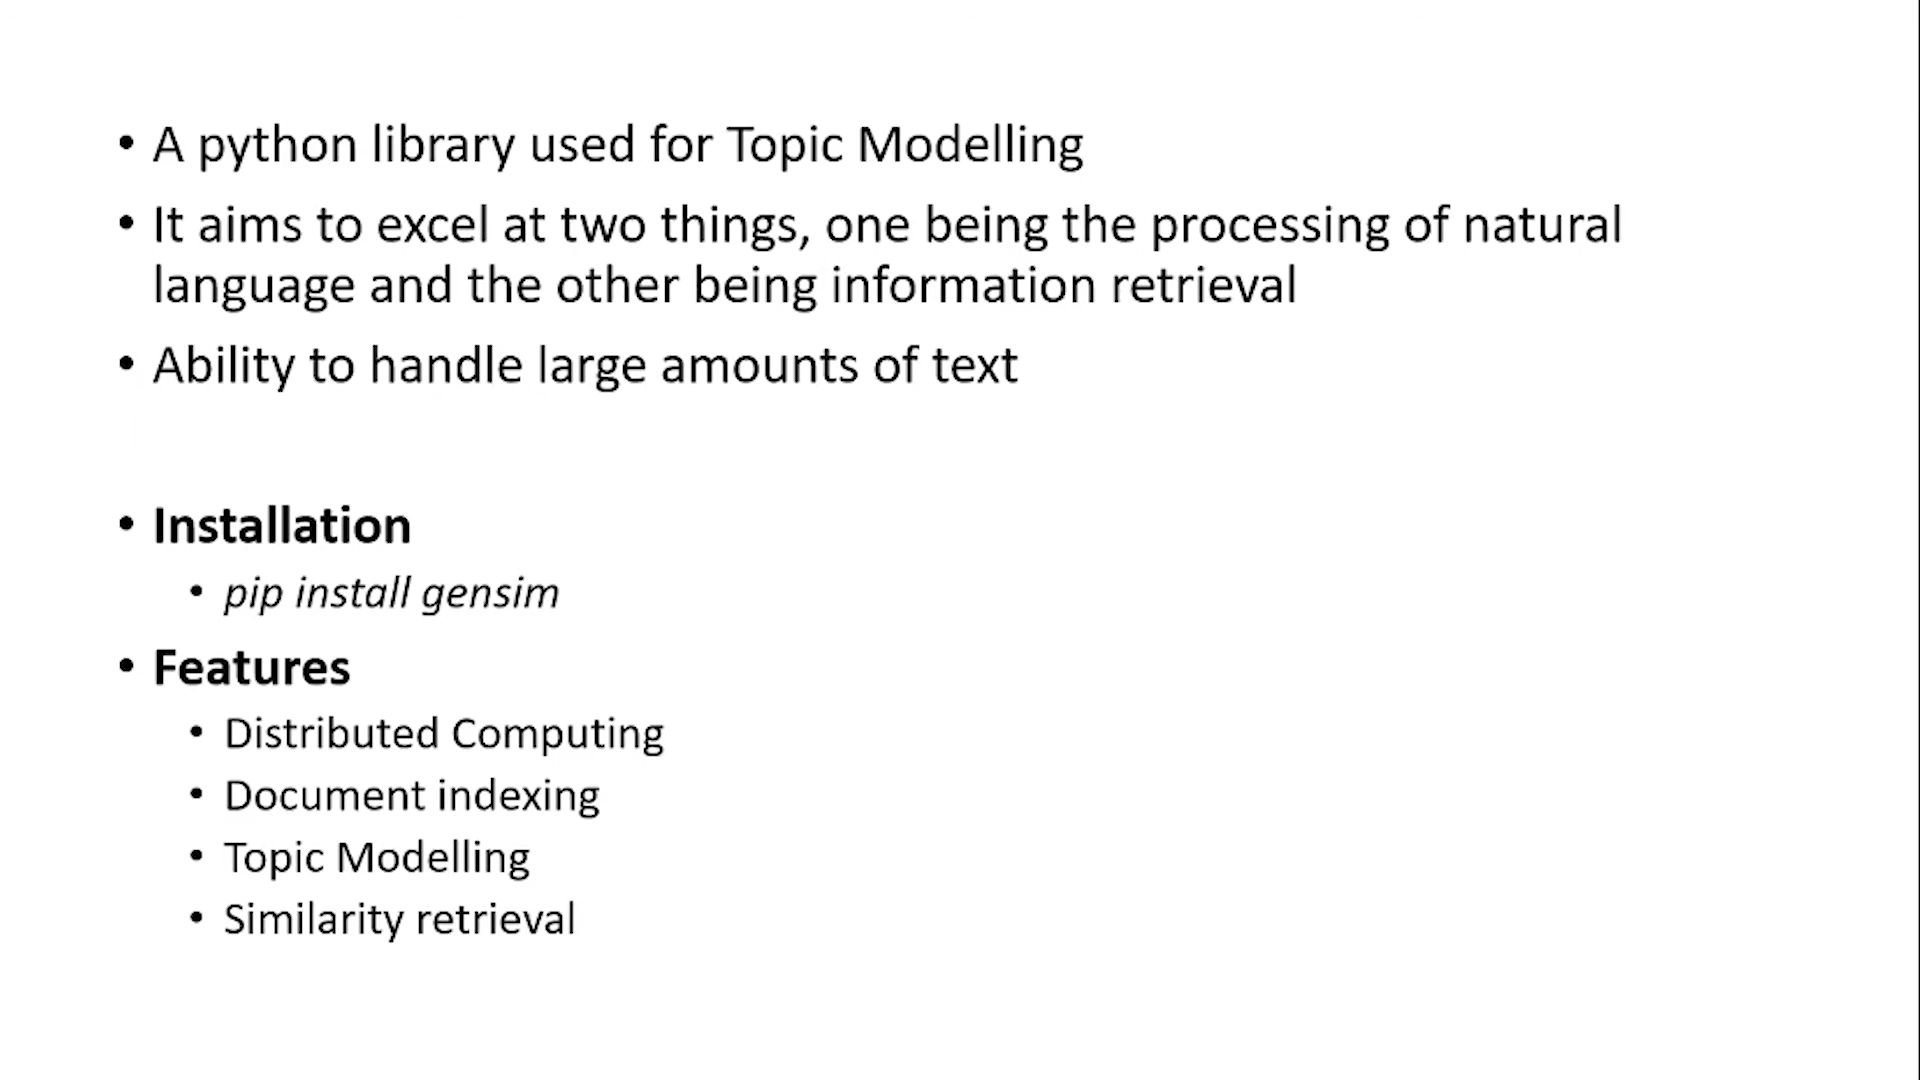 • A python library used for Topic Modelling
• It aims to excel at two things, one being the processing of natural
language and the other being information retrieval
• Ability to handle large amounts of text
• Installation
• pip install gensim
• Features
• Distributed Computing
• Document indexing
• Topic Modelling
• Similarity retrieval